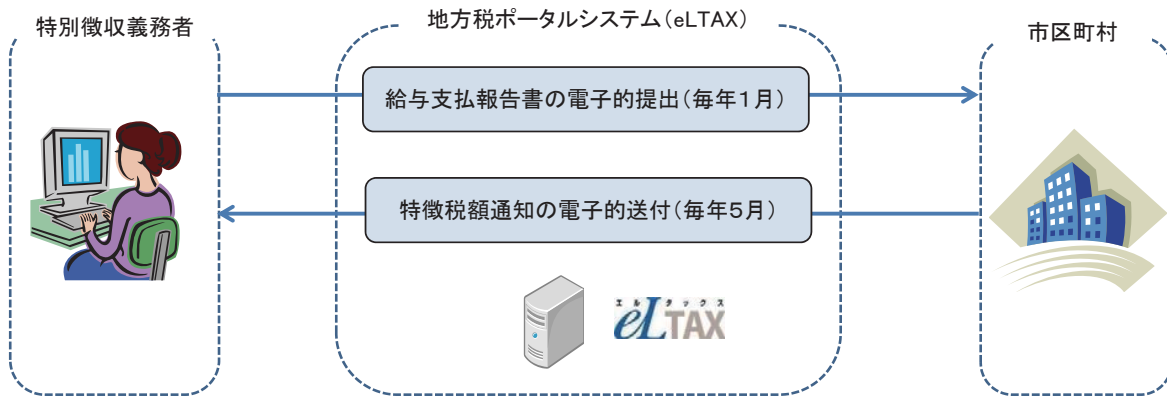 特別徴収義務者
地方税ポータルシステム(eLTAX)
市区町村
給与支払報告書の電子的提出(毎年1月)
特徴税額通知の電子的送付(毎年5月)
エルタックス
eLTAX